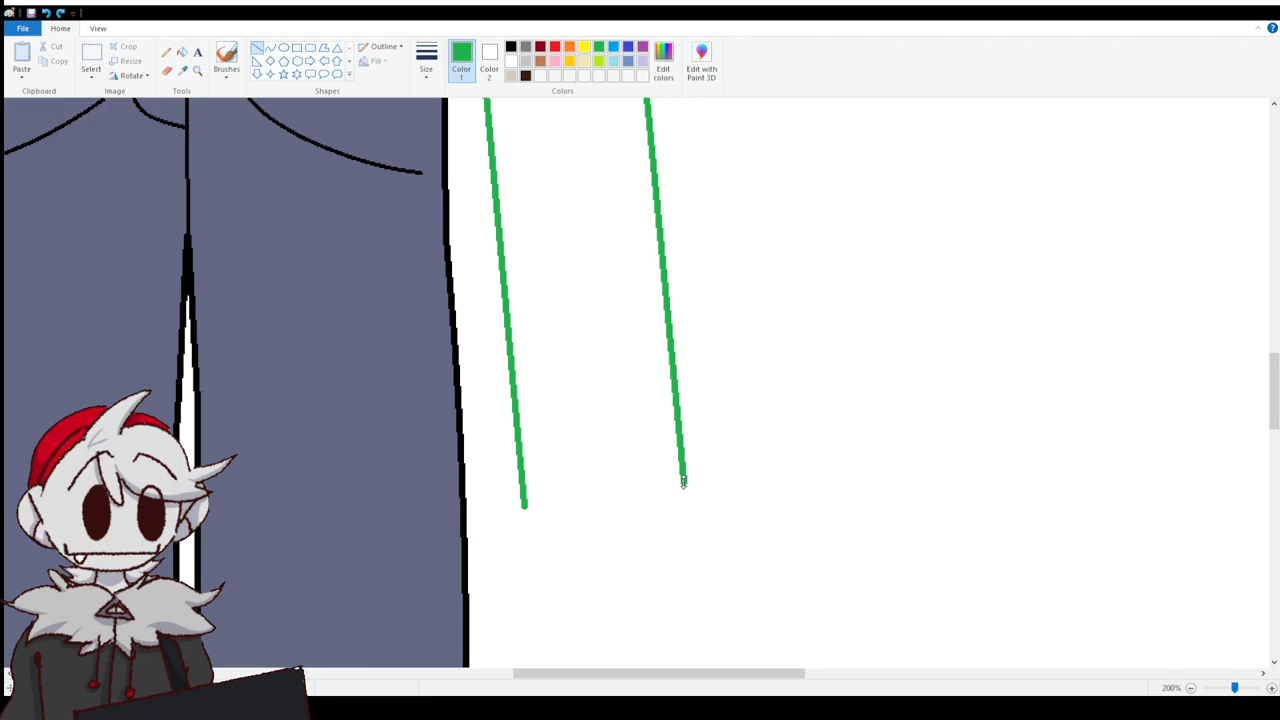 File Home View
Cut
Copy
Paste
Clipboard
Crop
Resize
Rotate
Select
Image
A
Tools
Brushes
Outline
Fill
Shapes
Size
Color 1
Color 2
Edit colors
Colors
Edit with Paint 3D
200%